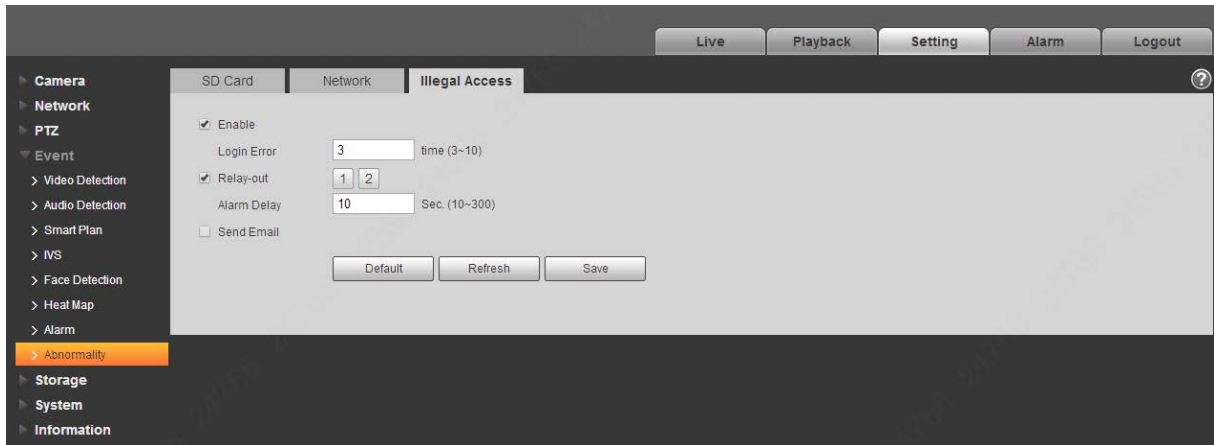 Live Playback Setting Alarm Logout
Camera
Network
PTZ
Event
Video Detection
Audio Detection
Smart Plan
IVS
Face Detection
Heat Map
Alarm
Abnormality
Storage
System
Information
SD Card Network Illegal Access ?
Enable
Login Error 3 time (3~10)
Relay-out 1 2
Alarm Delay 10 Sec. (10~300)
Send Email
Default Refresh Save